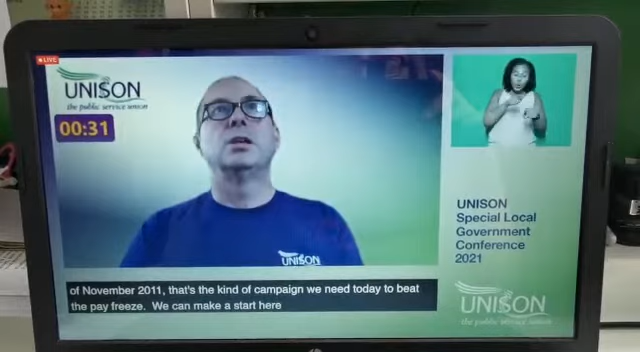 LIVE
UNISON
the public service union
00:31
UNISON
of November 2011, that's the kind of campaign we need today to beat
the pay freeze. We can make a start here
UNISON
Special Local
Government
Conference
2021
UNISON
the public service union